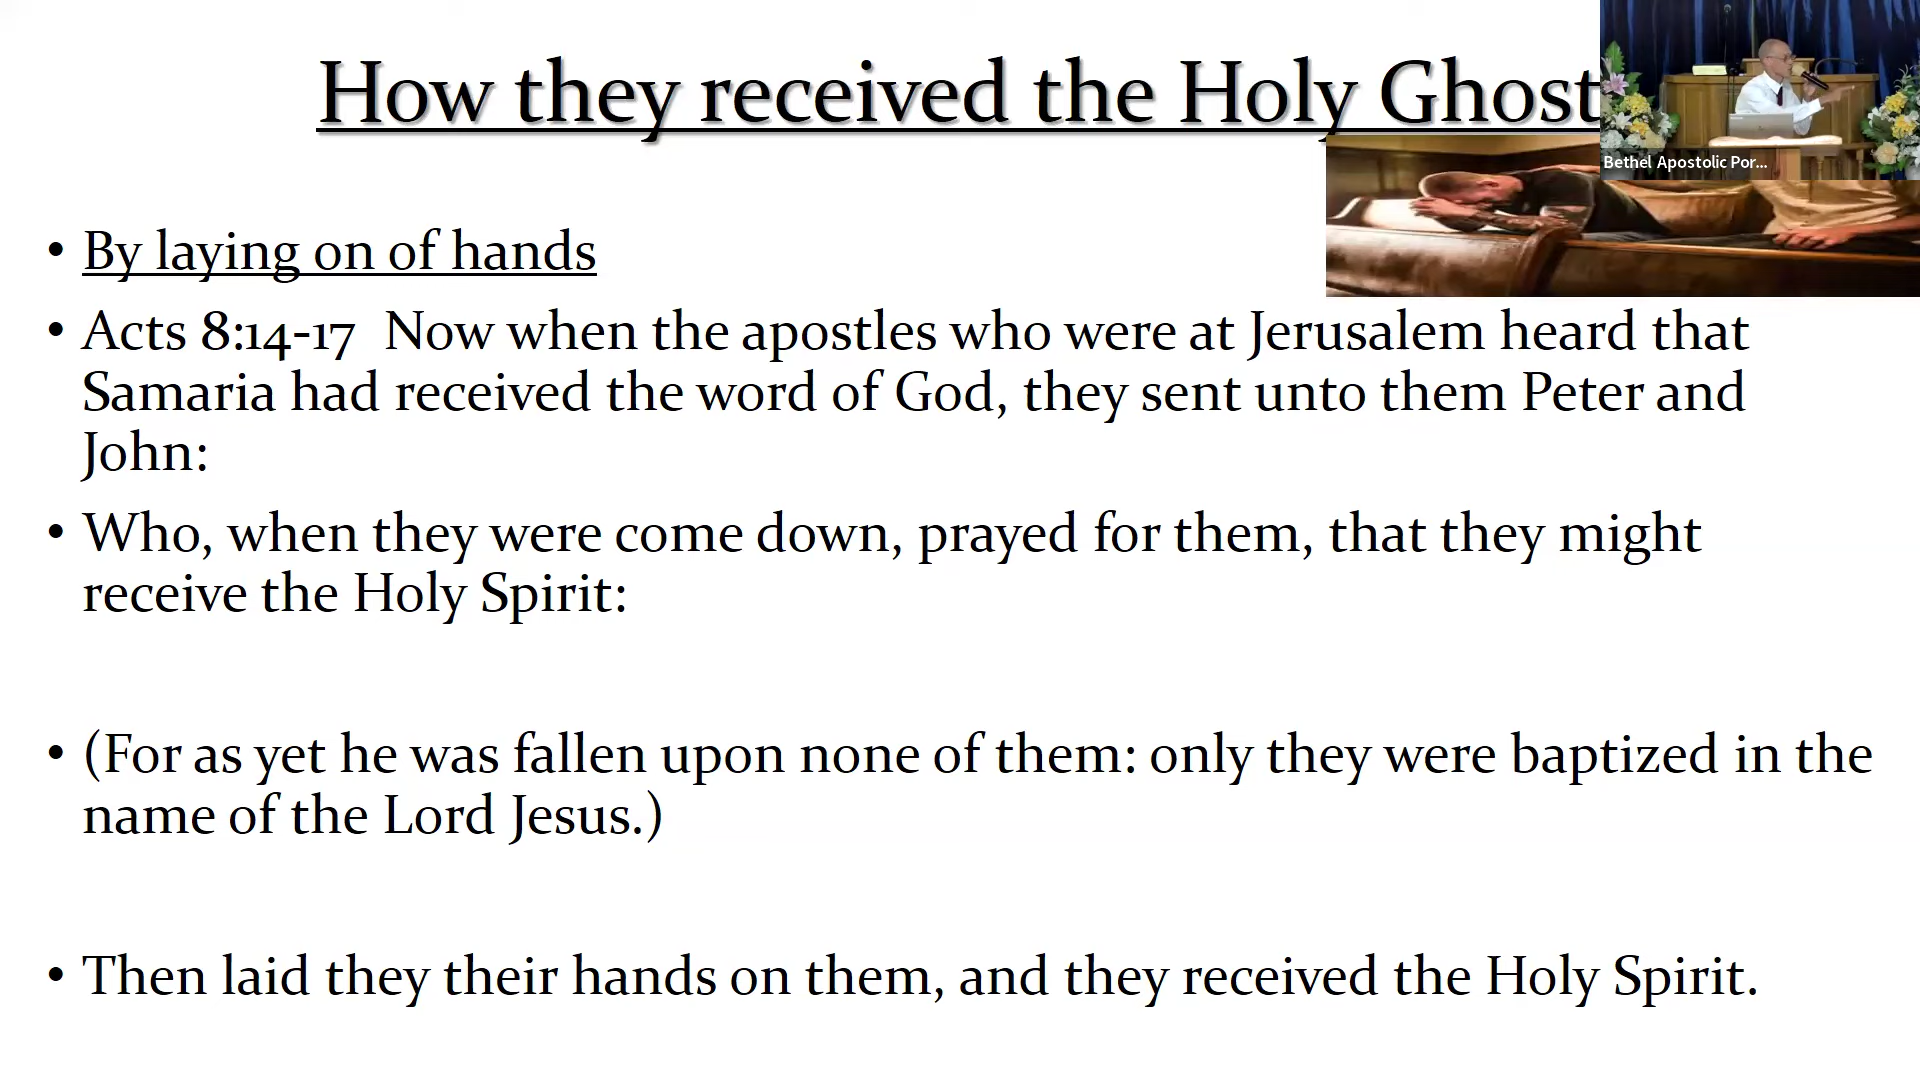 How they received the Holy Ghost
Bethel Apostolic Por...
• By laying on of hands
• Acts 8:14-17  Now when the apostles who were at Jerusalem heard that
Samaria had received the word of God, they sent unto them Peter and
John:
• Who, when they were come down, prayed for them, that they might
receive the Holy Spirit:
• (For as yet he was fallen upon none of them: only they were baptized in the
name of the Lord Jesus.)
• Then laid they their hands on them, and they received the Holy Spirit.